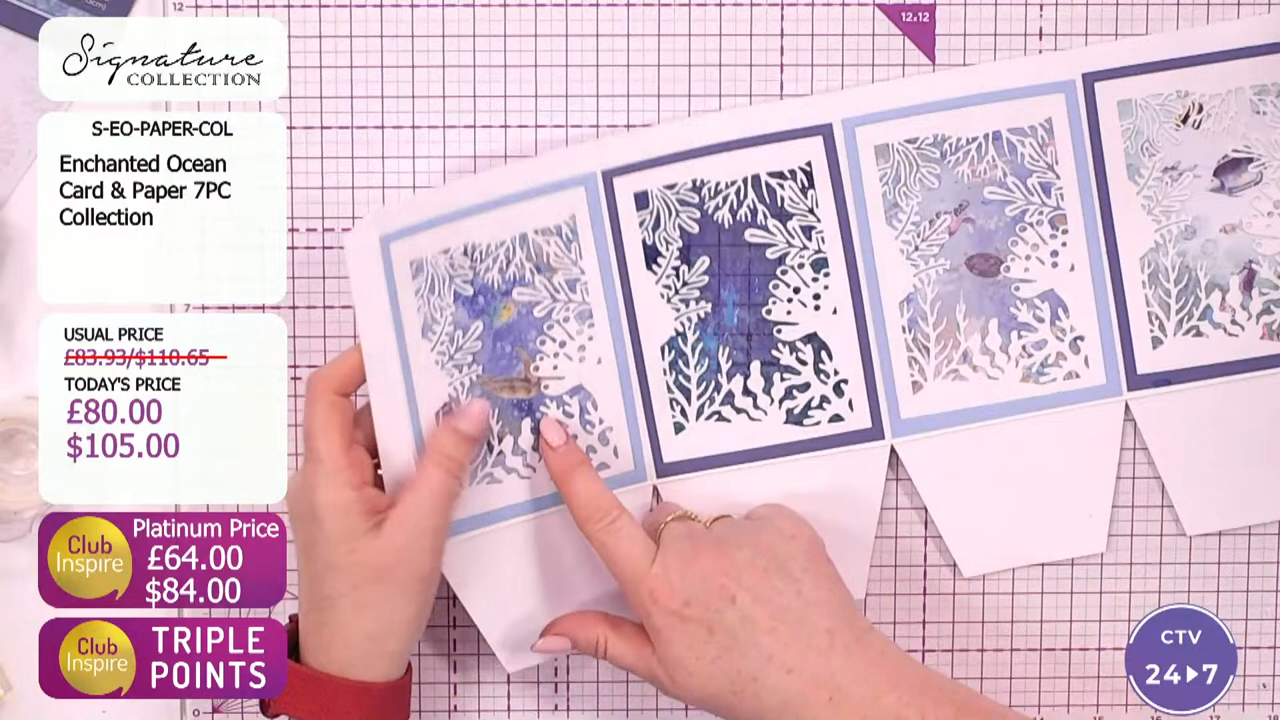 Signature
COLLECTION
S-EO-PAPER-COL
Enchanted Ocean
Card & Paper 7PC
Collection
USUAL PRICE
£83.93/$110.65
TODAY'S PRICE
£80.00
$105.00
Club
Inspire
Platinum Price
£64.00
$84.00
Club
Inspire
TRIPLE
POINTS
12
12x12
7
0
CTV
24▶7